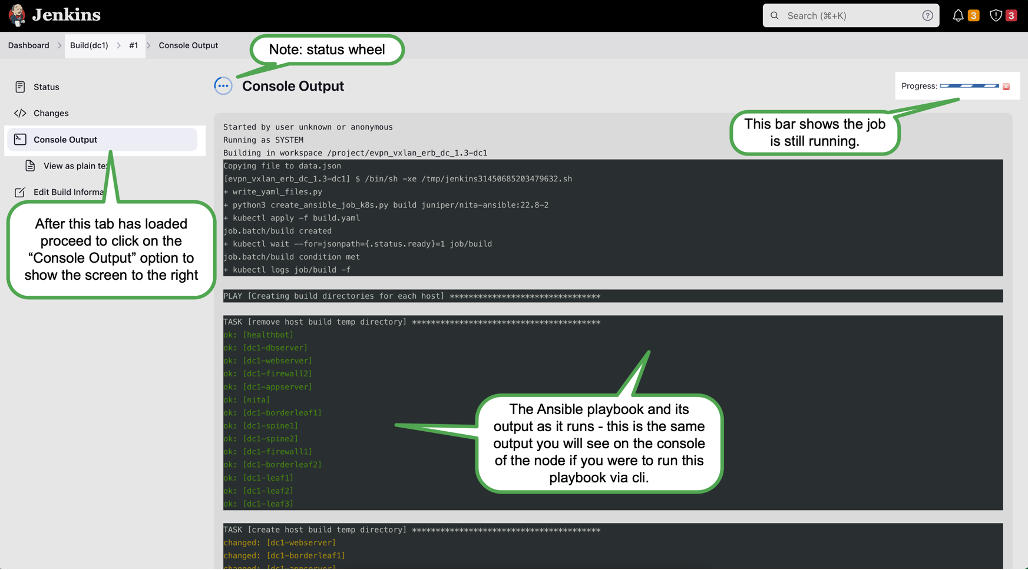 Jenkins
Search (⌘+K)
3
3
Dashboard
Build(dc1)
#1
Console Output
Note: status wheel
Status
Changes
Console Output
View as plain te
Edit Build Informa
After this tab has loaded
proceed to click on the
“Console Output” option to
show the screen to the right
Console Output
Progress:
This bar shows the job
is still running.
Started by user unknown or anonymous
Running as SYSTEM
Building in workspace /project/evpn_vxlan_erb_dc_1.3-dc1
Copying file to data.json
[evpn_vxlan_erb_dc_1.3-dc1] $ /bin/sh -xe /tmp/jenkins31450685203479632.sh
+ write_yaml_files.py
+ python3 create_ansible_job_k8s.py build juniper/nita-ansible:22.8-2
+ kubectl apply -f build.yaml
job.batch/build created
+ kubectl wait --for=jsonpath={.status.ready}=1 job/build
job.batch/build condition met
+ kubectl logs job/build -f
PLAY [Creating build directories for each host] ********************************
TASK [remove host build temp directory] ****************************************
ok: [healthbot]
ok: [dc1-dbserver]
ok: [dc1-webserver]
ok: [dc1-firewall2]
ok: [dc1-appserver]
ok: [nita]
ok: [dc1-borderleaf1]
ok: [dc1-spine1]
ok: [dc1-spine2]
ok: [dc1-firewall1]
ok: [dc1-borderleaf2]
ok: [dc1-leaf1]
ok: [dc1-leaf2]
ok: [dc1-leaf3]
The Ansible playbook and its
output as it runs - this is the same
output you will see on the console
of the node if you were to run this
playbook via cli.
TASK [create host build temp directory] ****************************************
changed: [dc1-webserver]
changed: [dc1-borderleaf1]
changed: [dc1-appserver]